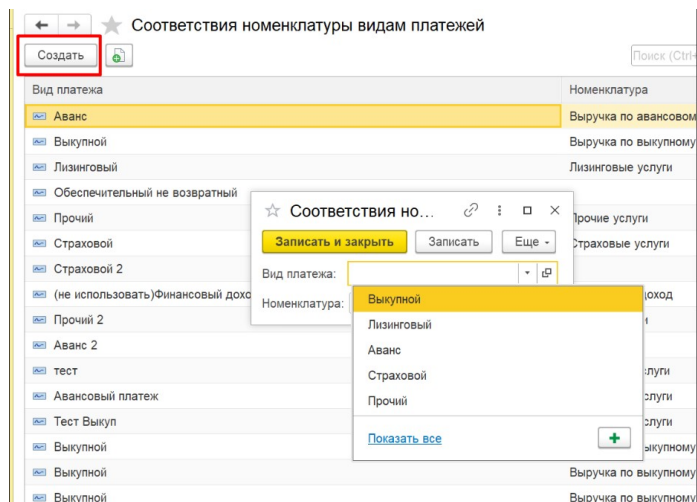 Соответствия номенклатуры видам платежей
Создать
Поиск (Ctrl+
Вид платежа
Номенклатура
Аванс
Выручка по авансовом
Выкупной
Выручка по выкупному
Лизинговый
Лизинговые услуги
Обеспечительный не возвратный
Прочий
Прочие услуги
Страховой
Страховые услуги
Страховой 2
(не использовать)Финансовый дохо
Прочий 2
Аванс 2
тест
Авансовый платеж
Тест Выкуп
Выкупной
Выкупной
Выручка по выкупному
Выкупной
Выручка по выкупному
Соответствия но...
Записать и закрыть
Записать
Еще
Вид платежа:
Номенклатура:
Выкупной
Лизинговый
Аванс
Страховой
Прочий
Показать все